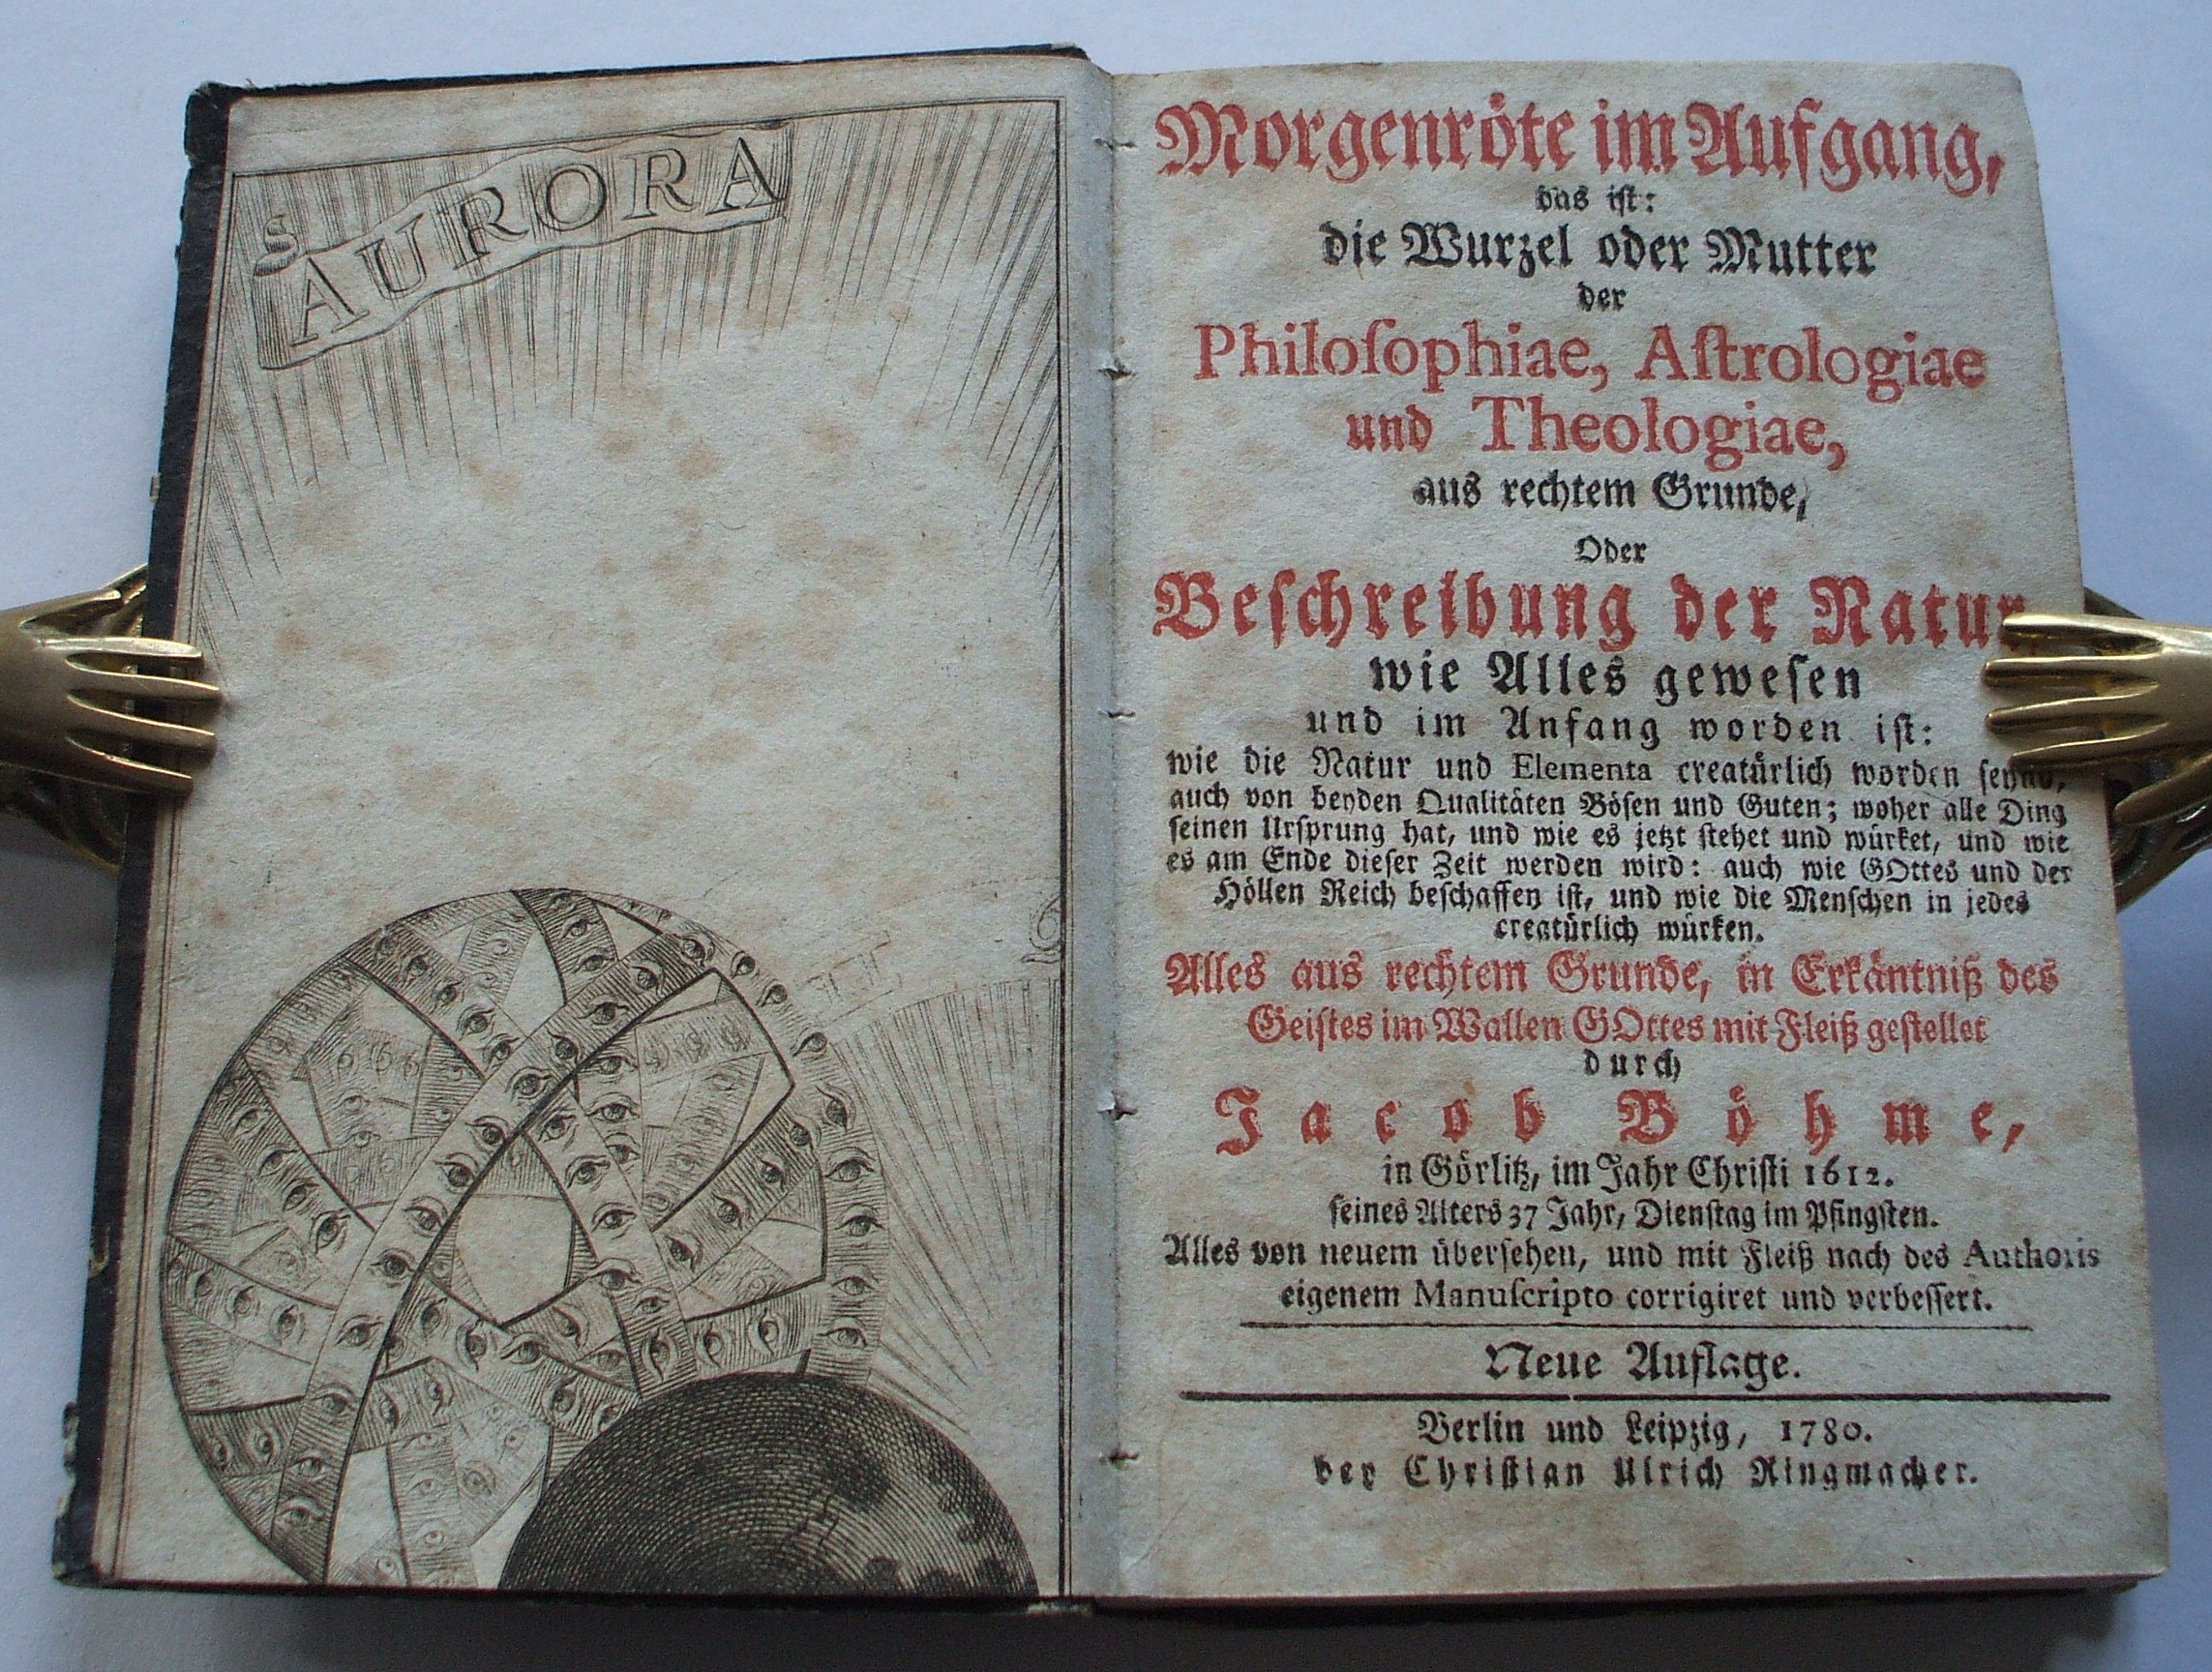 AURORA
Morgenröte im Aufgang,
das ist:
die Wurzel oder Mutter
der
Philoſophiae, Aſtrologiae
und Theologiae,
aus rechtem Grunde,
Oder
Beſchreibung der Natur,
wie Alles geweſen
und im Anfang worden iſt:
wie die Natur und Elementa creatürlich worden ſeynd,
auch von beyden Qualitäten Böſen und Guten; woher alle Ding
ſeinen Urſprung hat, und wie es jetzt ſtehet und würket, und wie
es am Ende dieſer Zeit werden wird: auch wie GOttes und der
Höllen Reich beſchaffen iſt, und wie die Menſchen in jedes
creatürlich würken.
Alles aus rechtem Grunde, in Erkäntniß des
Geiſtes im Wallen GOttes mit Fleiß geſtellet
durch
Jacob Böhme,
in Görlitz, im Jahr Chriſti 1612.
ſeines Alters 37 Jahr, Dienſtag im Pfingſten.
Alles von neuem überſehen, und mit Fleiß nach des Authoris
eigenem Manuſcripto corrigiret und verbeſſert.
Neue Auflage.
Berlin und Leipzig, 1780.
bey Chriſtian Ulrich Ringmacher.